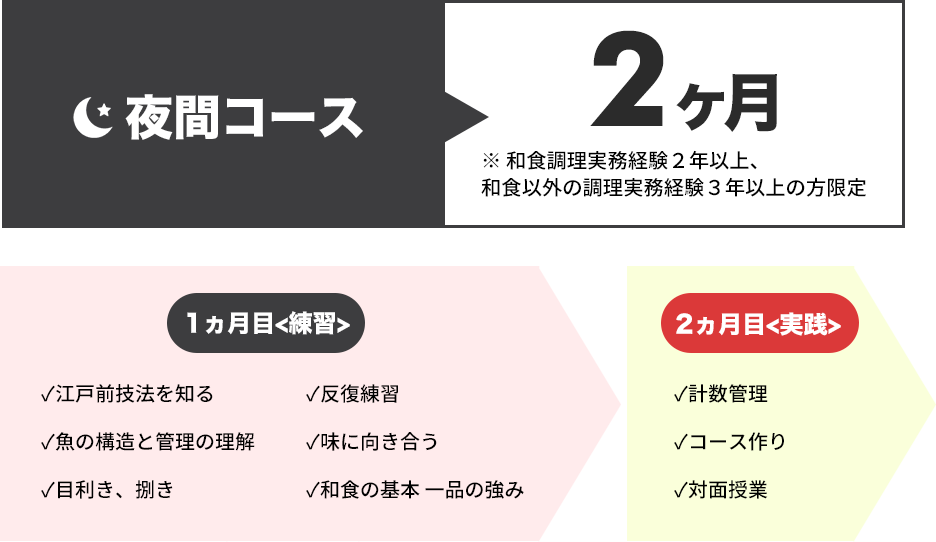 夜間コース
2ヶ月
※ 和食調理実務経験２年以上、
和食以外の調理実務経験３年以上の方限定
１ヵ月目<練習>
✓江戸前技法を知る
✓魚の構造と管理の理解
✓目利き、捌き
✓反復練習
✓味に向き合う
✓和食の基本 一品の強み
２ヵ月目<実践>
✓計数管理
✓コース作り
✓対面授業